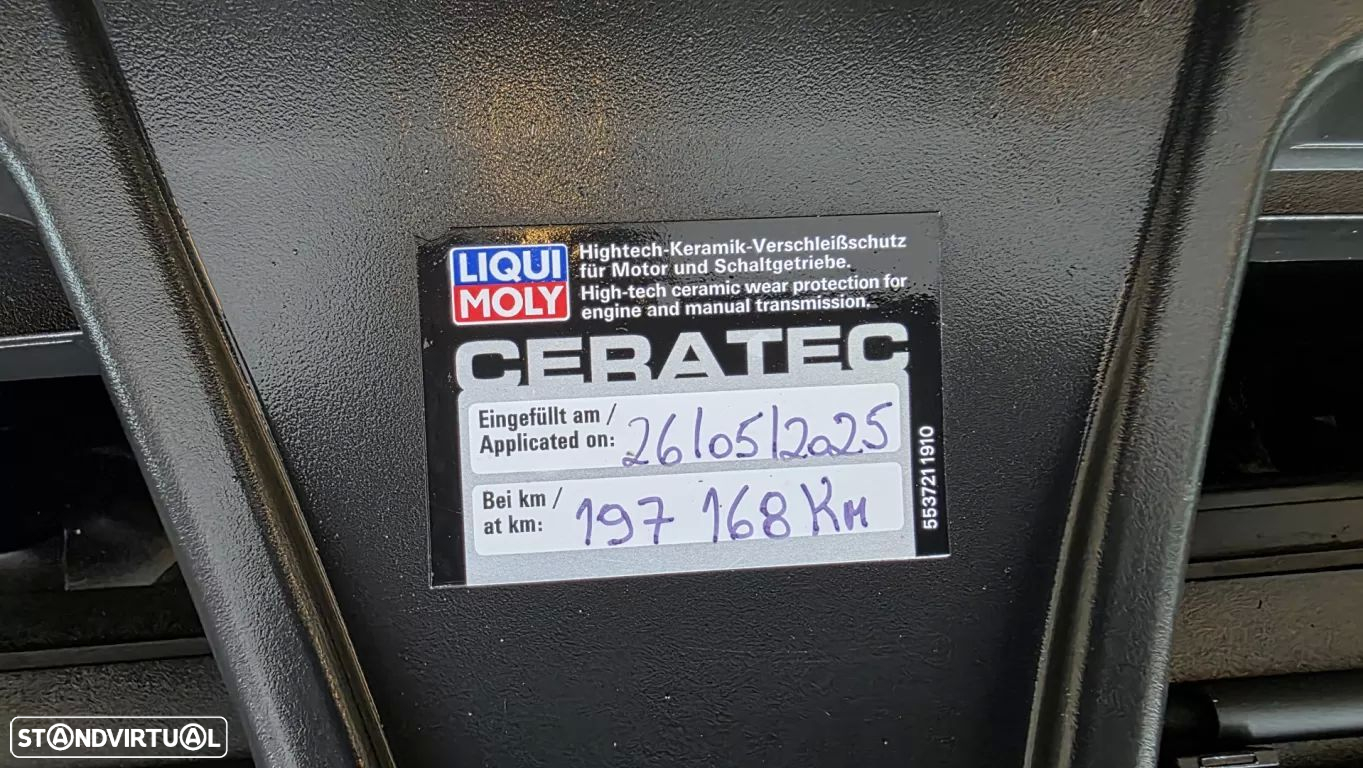 LIQUI
MOLY
Hightech-Keramik-Verschleißschutz
für Motor und Schaltgetriebe.
High-tech ceramic wear protection for
engine and manual transmission.
CERATEC
Eingefüllt am /
Applicated on: 26/05/2025
Bei km /
at km: 197 168 KM
5537211910
STANDVIRTUAL